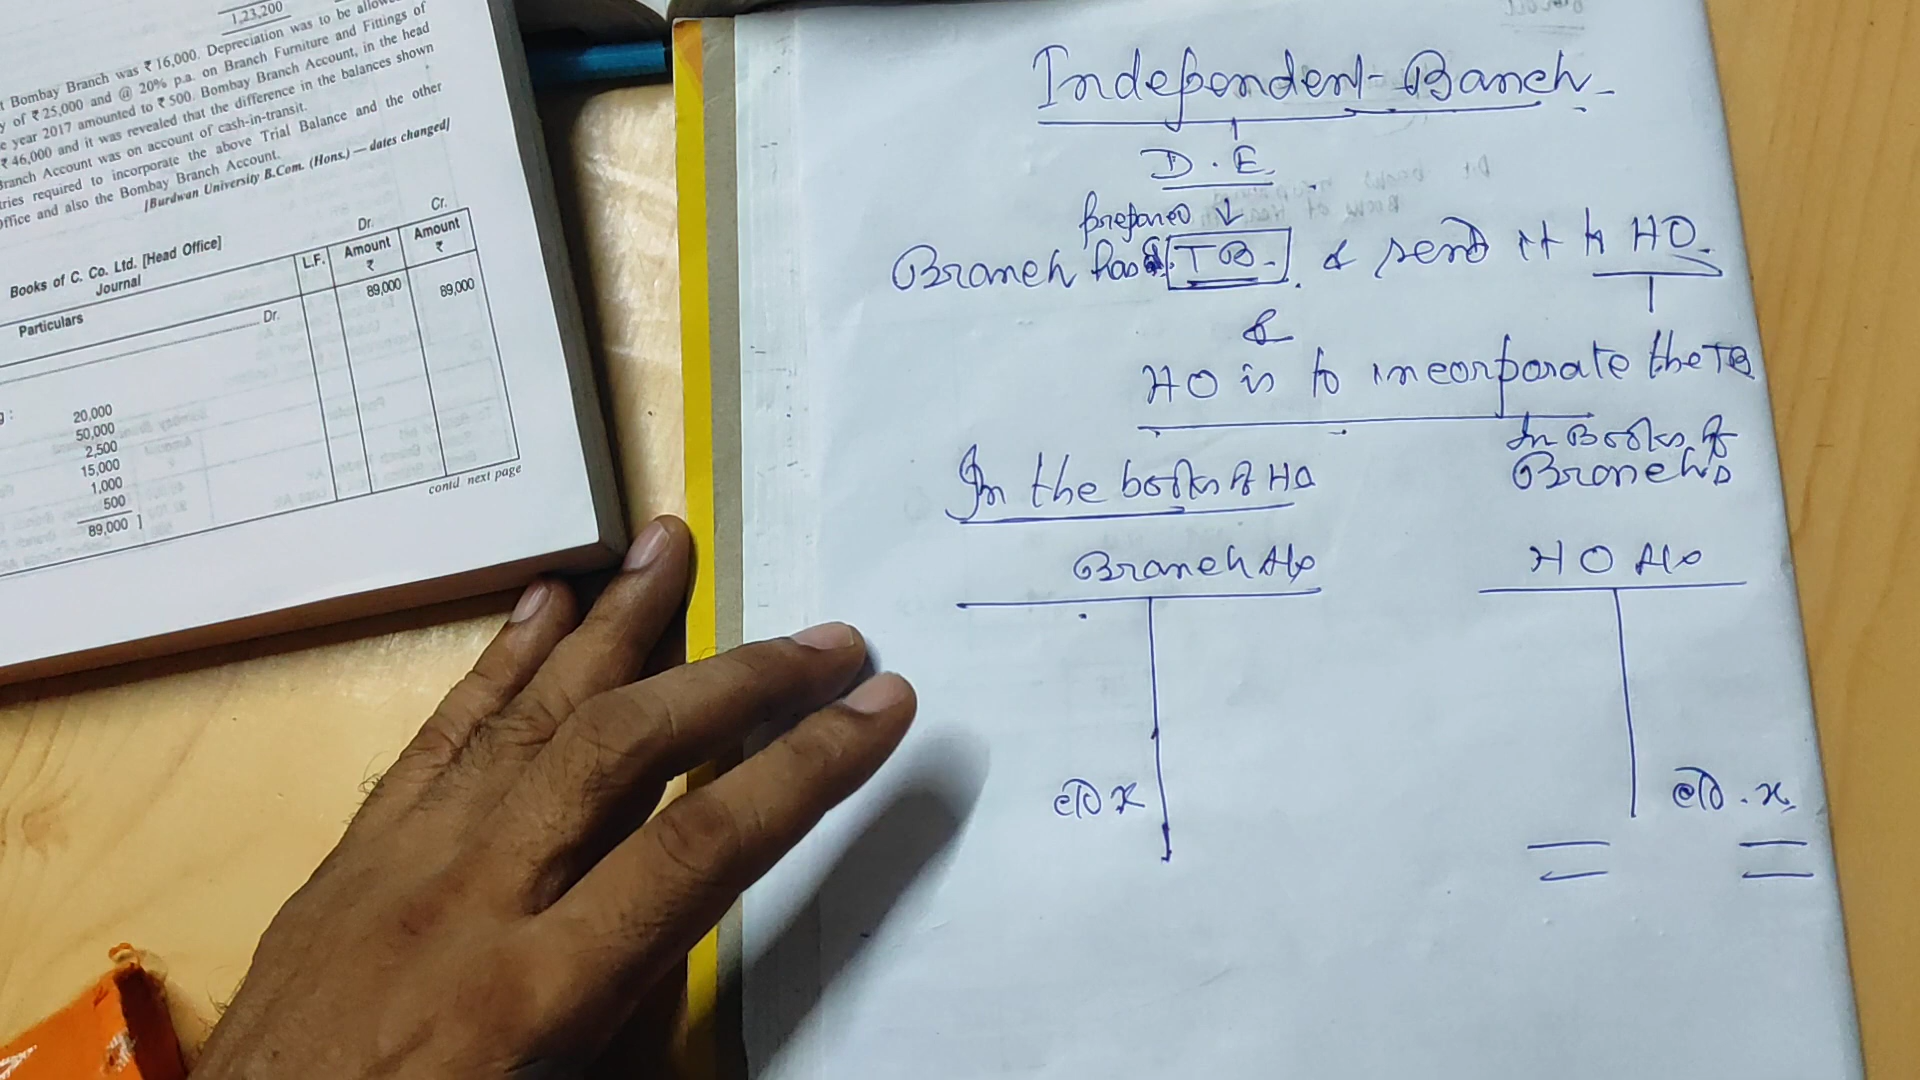 1,23,200
t Bombay Branch was ₹ 16,000. Depreciation was to be allowe
y of ₹ 25,000 and @ 20% p.a. on Branch Furniture and Fittings of
e year 2017 amounted to ₹ 500. Bombay Branch Account, in the head
₹ 46,000 and it was revealed that the difference in the balances shown
ranch Account was on account of cash-in-transit.
tries required to incorporate the above Trial Balance and the other
office and also the Bombay Branch Account.
[Burdwan University B.Com. (Hons.) — dates changed]
Books of C. Co. Ltd. [Head Office]
Journal
Dr. Cr.
Particulars L.F. Amount ₹ Amount ₹
Dr. 89,000 89,000
g :
20,000
50,000
2,500
15,000
1,000
500
89,000 ]
contd next page
Independent Banch
D.E.
prepared
Branch has T B. & send it to HO.
&
HO is to incorporate the TB
In the books of HO
In Books of
Branch
Branch A/c
HO A/c
c/d x
c/d. x